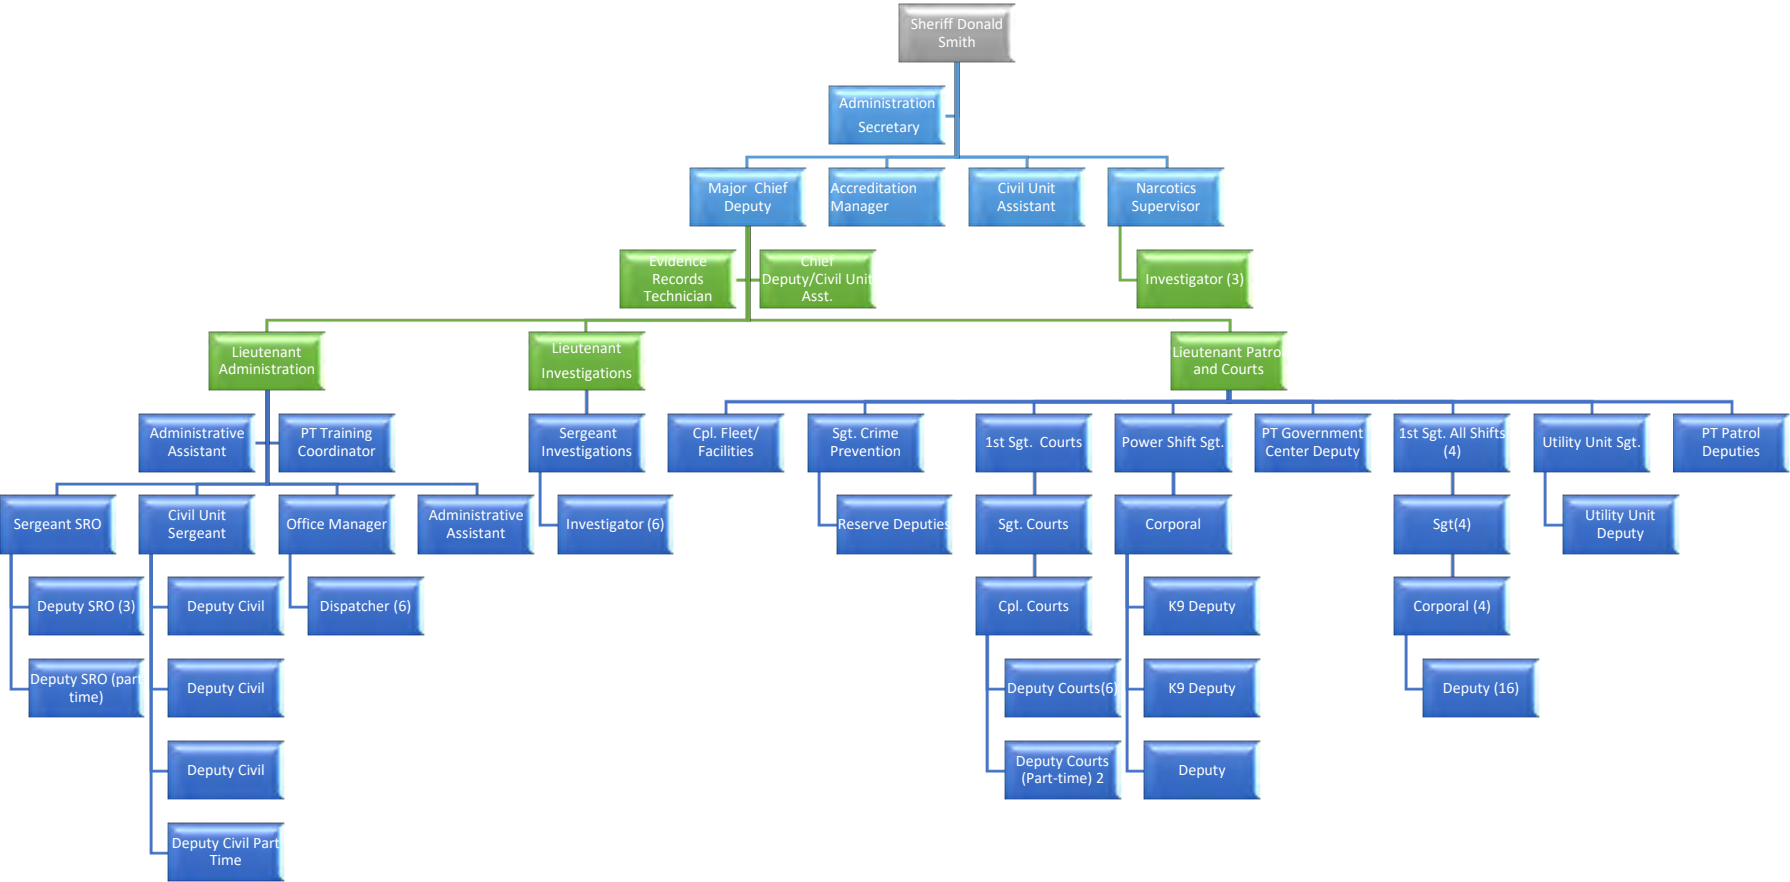 Sheriff Donald
Smith
Administration
Secretary
Major Chief
Deputy
Accreditation
Manager
Civil Unit
Assistant
Narcotics
Supervisor
Evidence
Records
Technician
Chief
Deputy/Civil Unit
Asst.
Investigator (3)
Lieutenant
Administration
Lieutenant
Investigations
Lieutenant Patro
and Courts
Administrative
Assistant
PT Training
Coordinator
Sergeant
Investigations
Cpl. Fleet/
Facilities
Sgt. Crime
Prevention
1st Sgt. Courts
Power Shift Sgt.
PT Government
Center Deputy
1st Sgt. All Shifts
(4)
Utility Unit Sgt.
PT Patrol
Deputies
Sergeant SRO
Civil Unit
Sergeant
Office Manager
Administrative
Assistant
Investigator (6)
Reserve Deputies
Sgt. Courts
Corporal
Sgt(4)
Utility Unit
Deputy
Deputy SRO (3)
Deputy Civil
Dispatcher (6)
Cpl. Courts
K9 Deputy
Corporal (4)
Deputy SRO (part
time)
Deputy Civil
Deputy Courts(6)
K9 Deputy
Deputy (16)
Deputy Civil
Deputy Courts
(Part-time) 2
Deputy
Deputy Civil Part
Time